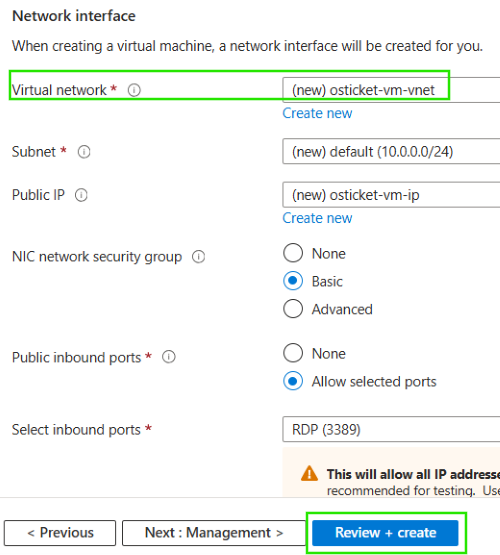 Network interface
When creating a virtual machine, a network interface will be created for you.
Virtual network *
(new) osticket-vm-vnet
Create new
Subnet *
(new) default (10.0.0.0/24)
Public IP
(new) osticket-vm-ip
Create new
NIC network security group
None
Basic
Advanced
Public inbound ports *
None
Allow selected ports
Select inbound ports *
RDP (3389)
This will allow all IP addresse
recommended for testing. Use
< Previous
Next : Management >
Review + create